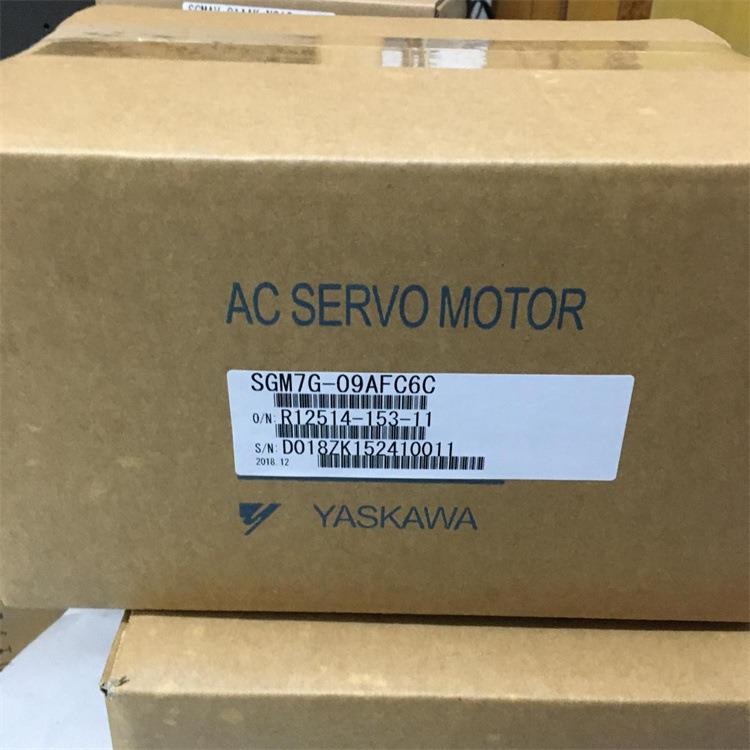 AC SERVO MOTOR
SGM7G-09AFC6C
O/N: R12514-153-11
S/N: D018ZK152410011
2018.12
YASKAWA